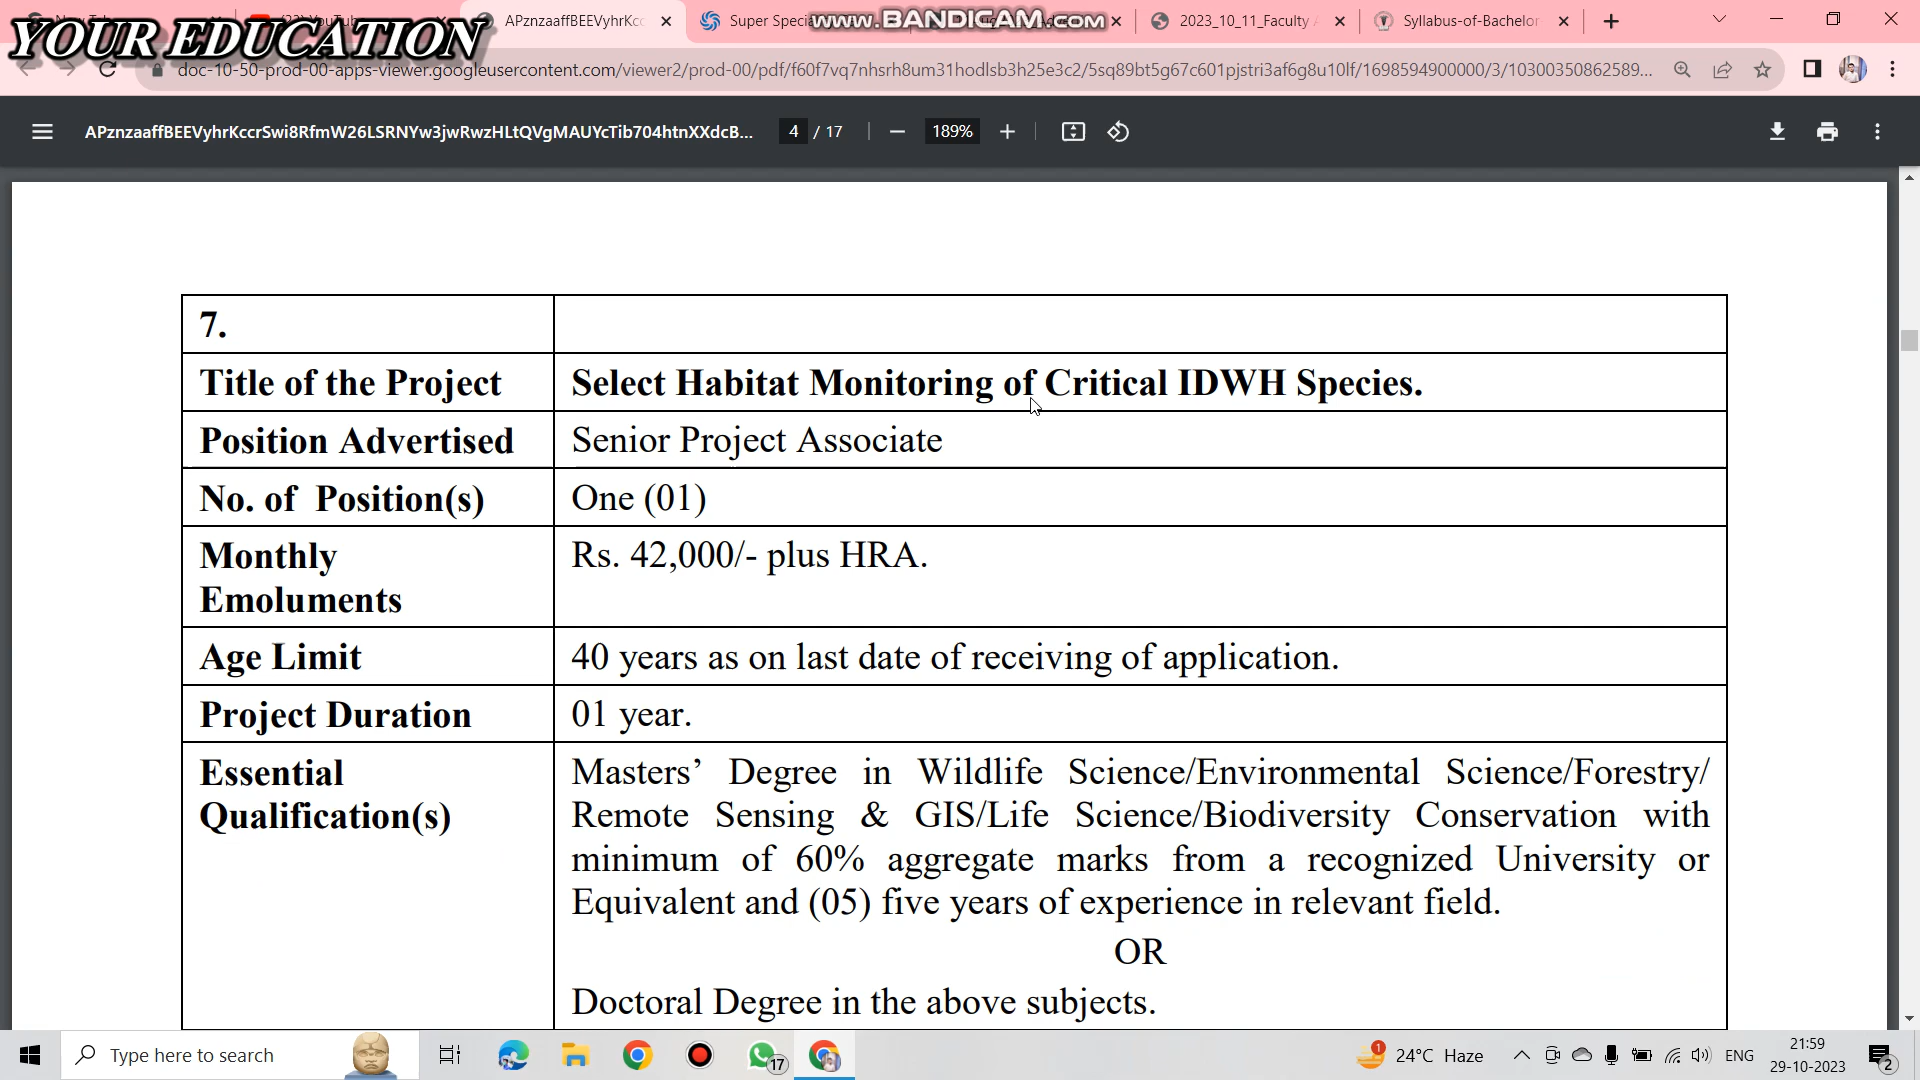 YOUR EDUCATION
APznzaaffBEEVyhrKcc
Super Speci
www.BANDICAM.com
2023_10_11_Faculty
Syllabus-of-Bachelor
doc-10-50-prod-00-apps-viewer.googleusercontent.com/viewer2/prod-00/pdf/f60f7vq7nhsrh8um31hodlsb3h25e3c2/5sq89bt5g67c601pjstri3af6g8u10lf/1698594900000/3/10300350862589...
APznzaaffBEEVyhrKccrSwi8RfmW26LSRNYw3jwRwzHLtQVgMAUYcTib704htnXXdcB...
4 / 17
189%
7.
Title of the Project
Select Habitat Monitoring of Critical IDWH Species.
Position Advertised
Senior Project Associate
No. of Position(s)
One (01)
Monthly
Emoluments
Rs. 42,000/- plus HRA.
Age Limit
40 years as on last date of receiving of application.
Project Duration
01 year.
Essential
Qualification(s)
Masters’ Degree in Wildlife Science/Environmental Science/Forestry/
Remote Sensing & GIS/Life Science/Biodiversity Conservation with
minimum of 60% aggregate marks from a recognized University or
Equivalent and (05) five years of experience in relevant field.
OR
Doctoral Degree in the above subjects.
Type here to search
17
1
24°C Haze
ENG
21:59
29-10-2023
2